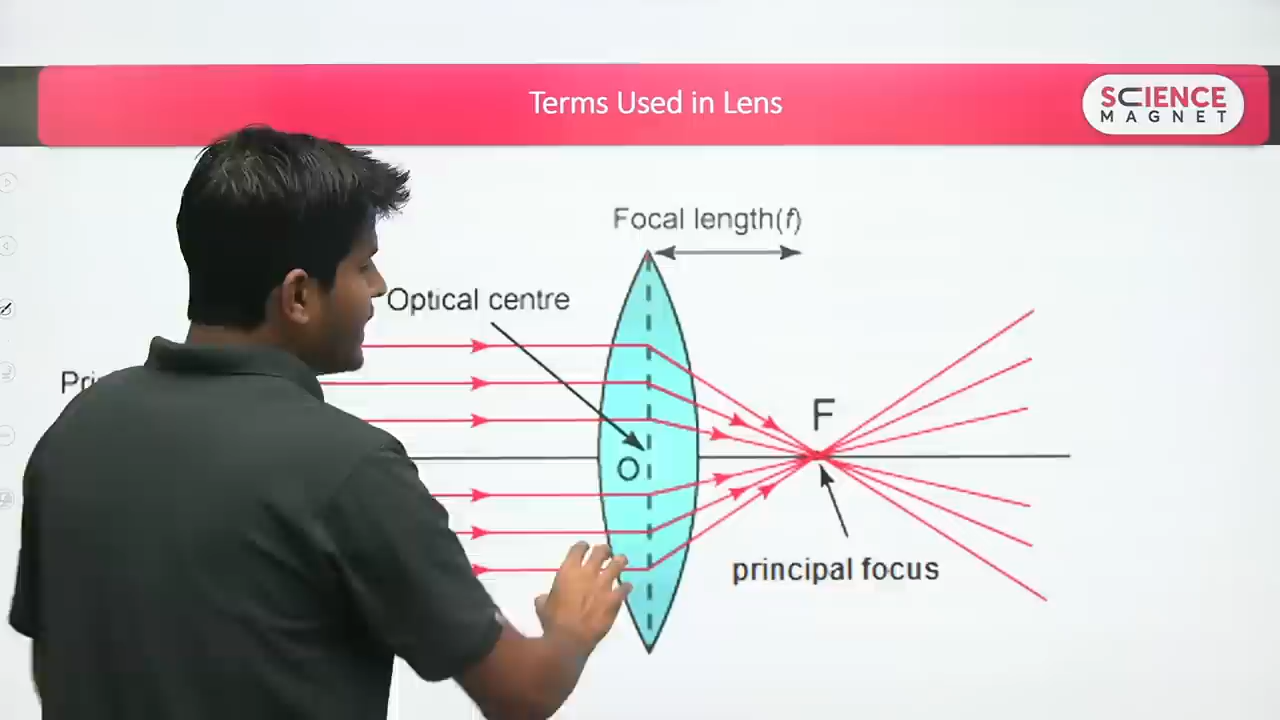 Terms Used in Lens
SCIENCE
MAGNET
Focal length(f)
Optical centre
F
O
principal focus